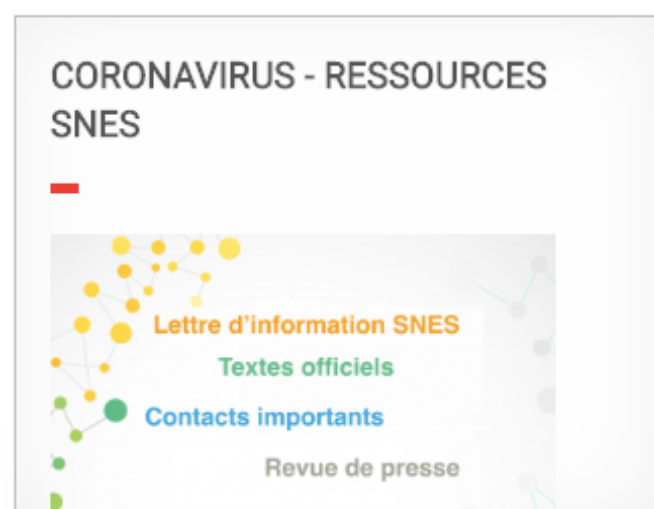 CORONAVIRUS - RESSOURCES
SNES
Lettre d'information SNES
Textes officiels
Contacts importants
Revue de presse